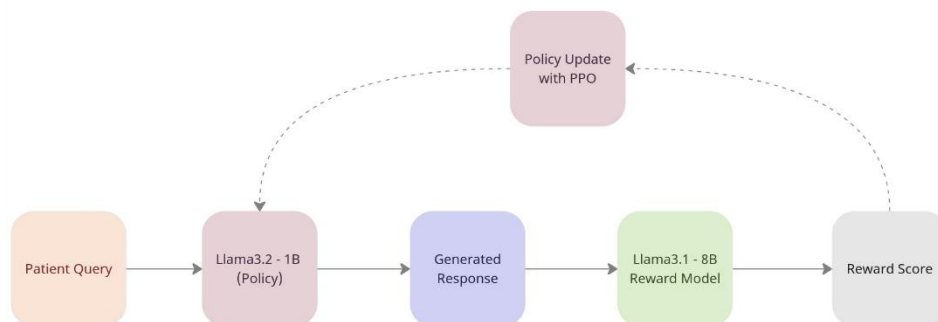 Policy Update
with PPO
Patient Query
Llama3.2 - 1B
(Policy)
Generated
Response
Llama3.1 - 8B
Reward Model
Reward Score